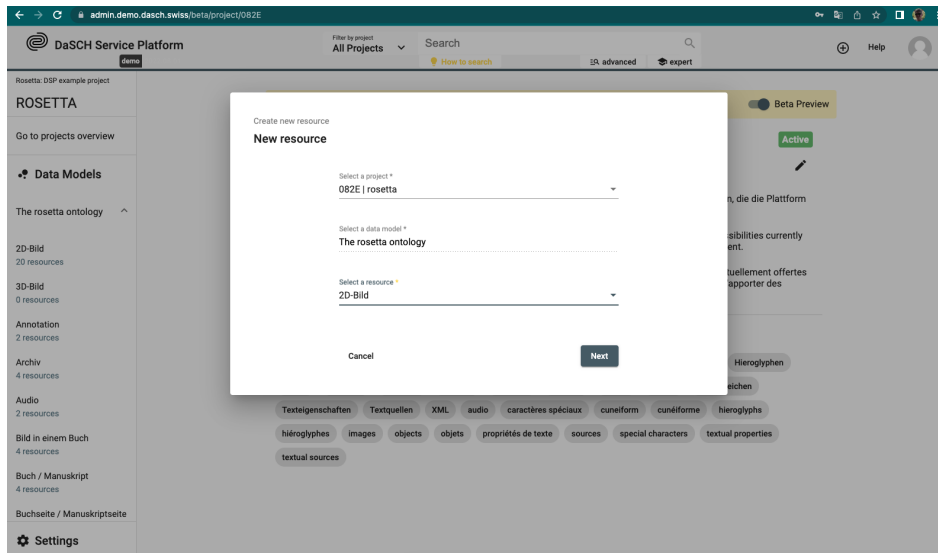 admin.demo.dasch.swiss/beta/project/082E
DaSCH Service Platform
demo
Filter by project
All Projects
Search
How to search
advanced
expert
Help
Rosetta: DSP example project
ROSETTA
Go to projects overview
Data Models
The rosetta ontology
2D-Bild
20 resources
3D-Bild
0 resources
Annotation
2 resources
Archiv
4 resources
Audio
2 resources
Bild in einem Buch
4 resources
Buch / Manuskript
4 resources
Buchseite / Manuskriptseite
Settings
Create new resource
New resource
Select a project *
082E | rosetta
Select a data model *
The rosetta ontology
Select a resource *
2D-Bild
Cancel
Next
Beta Preview
Active
n, die die Plattform
sibilities currently
ent.
tuellement offertes
apporter des
Hieroglyphen
eichen
Texteigenschaften Textquellen XML audio caractères spéciaux cuneiform cunéiforme hieroglyphs
hiéroglyphes images objects objets propriétés de texte sources special characters textual properties
textual sources